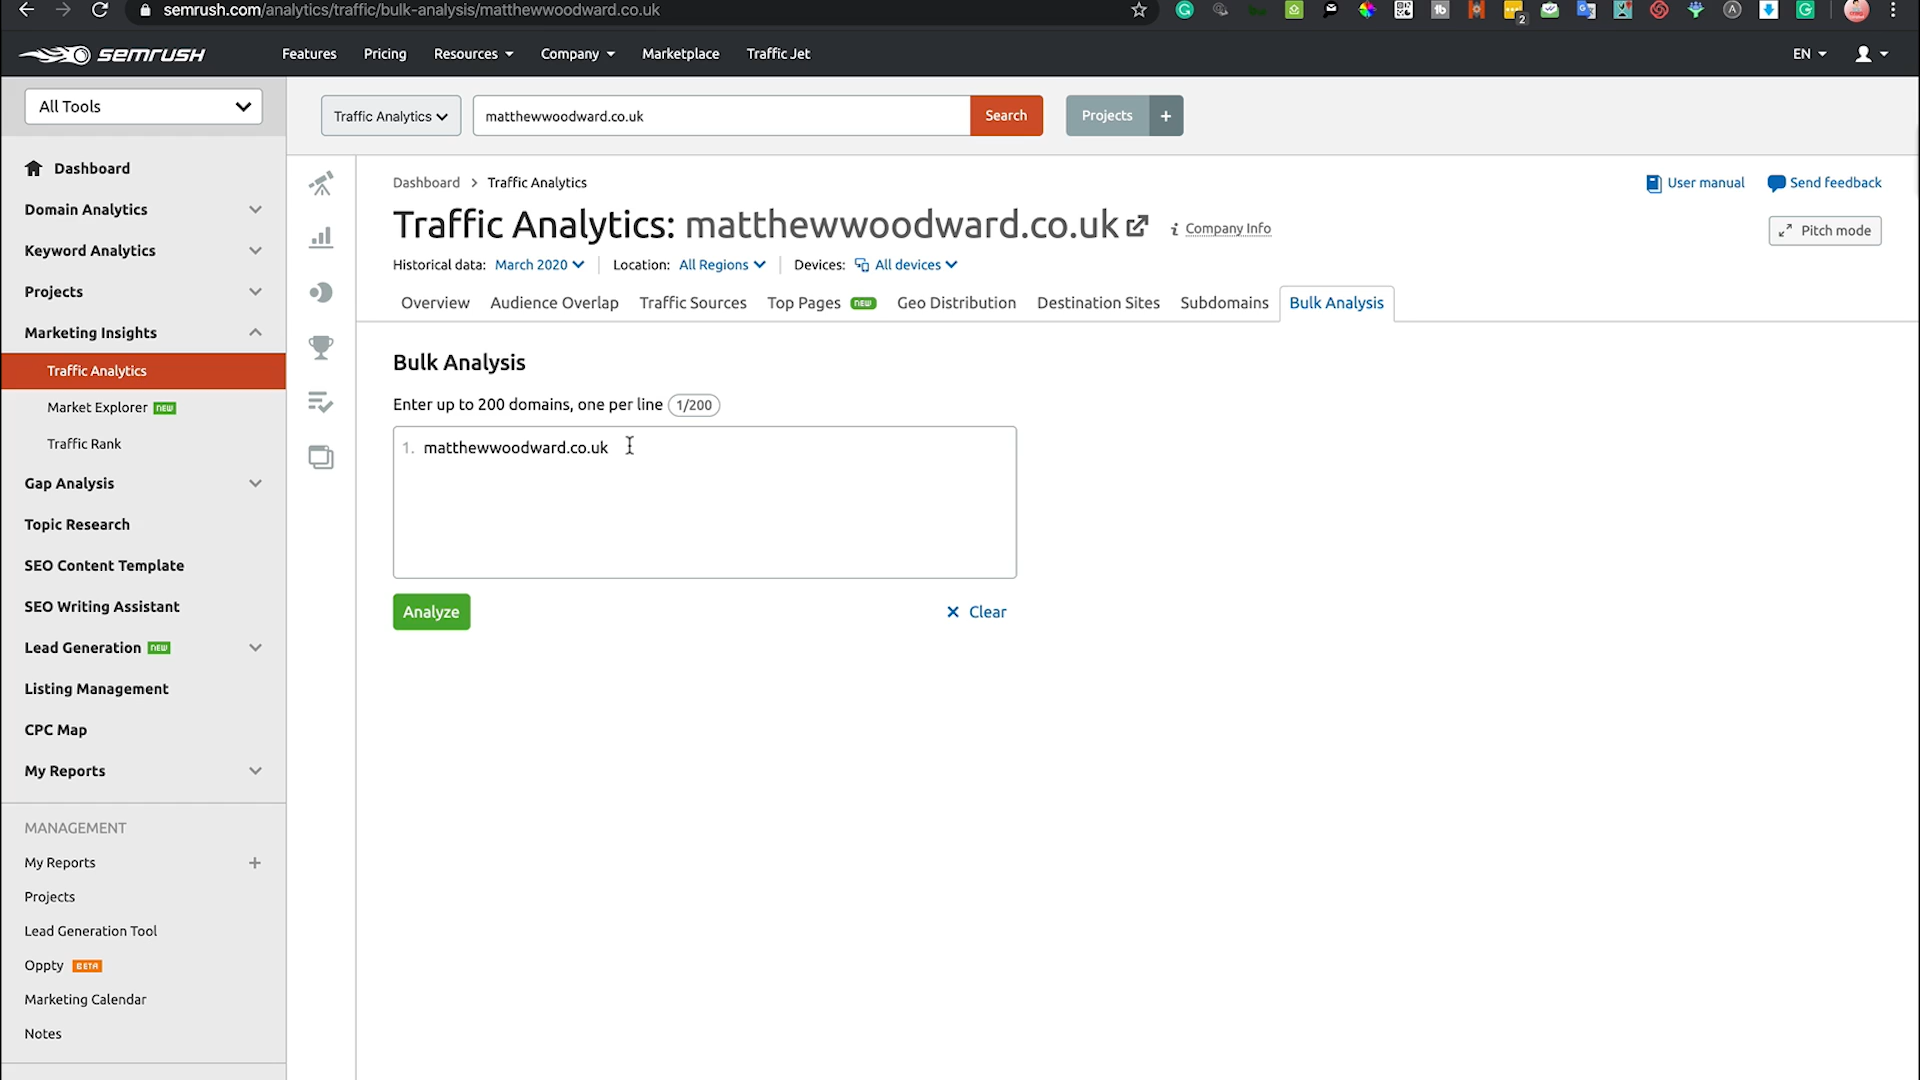 semrush.com/analytics/traffic/bulk-analysis/matthewwoodward.co.uk
2
SEMRUSH
Features
Pricing
Resources
Company
Marketplace
Traffic Jet
EN
All Tools
Traffic Analytics
matthewwoodward.co.uk
Search
Projects
+
Dashboard
Domain Analytics
Keyword Analytics
Projects
Marketing Insights
Traffic Analytics
Market Explorer new
Traffic Rank
Gap Analysis
Topic Research
SEO Content Template
SEO Writing Assistant
Lead Generation new
Listing Management
CPC Map
My Reports
MANAGEMENT
My Reports +
Projects
Lead Generation Tool
Oppty BETA
Marketing Calendar
Notes
Dashboard > Traffic Analytics
User manual
Send feedback
Traffic Analytics: matthewwoodward.co.uk
i Company Info
Pitch mode
Historical data: March 2020
Location: All Regions
Devices: All devices
Overview
Audience Overlap
Traffic Sources
Top Pages new
Geo Distribution
Destination Sites
Subdomains
Bulk Analysis
Bulk Analysis
Enter up to 200 domains, one per line 1/200
1. matthewwoodward.co.uk
Analyze
× Clear